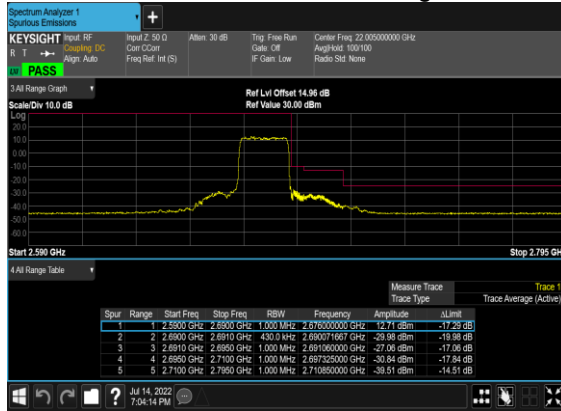 Spectrum Analyzer 1
Spurious Emissions
+
KEYSIGHT
R T
PASS
Input: RF
Coupling: DC
Align: Auto
Input Z: 50 Ω
Corr CCorr
Freq Ref: Int (S)
Atten: 30 dB
Trig: Free Run
Gate: Off
IF Gain: Low
Center Freq: 22.005000000 GHz
Avg|Hold: 100/100
Radio Std: None
3 All Range Graph
Scale/Div 10.0 dB
Ref Lvl Offset 14.96 dB
Ref Value 30.00 dBm
Log
20.0
10.0
0.00
-10.0
-20.0
-30.0
-40.0
-50.0
-60.0
Start 2.590 GHz
Stop 2.795 GH
4 All Range Table
Measure Trace Trace 1
Trace Type Trace Average (Active)
Spur Range Start Freq Stop Freq RBW Frequency Amplitude ΔLimit
1 1 2.5900 GHz 2.6900 GHz 1.000 MHz 2.676000000 GHz 12.71 dBm -17.29 dB
2 2 2.6900 GHz 2.6910 GHz 430.0 kHz 2.690071667 GHz -29.98 dBm -19.98 dB
3 3 2.6910 GHz 2.6950 GHz 1.000 MHz 2.691060000 GHz -27.06 dBm -17.06 dB
4 4 2.6950 GHz 2.7100 GHz 1.000 MHz 2.697325000 GHz -30.84 dBm -17.84 dB
5 5 2.7100 GHz 2.7950 GHz 1.000 MHz 2.710850000 GHz -39.51 dBm -14.51 dB
?
Jul 14, 2022
7:04:14 PM